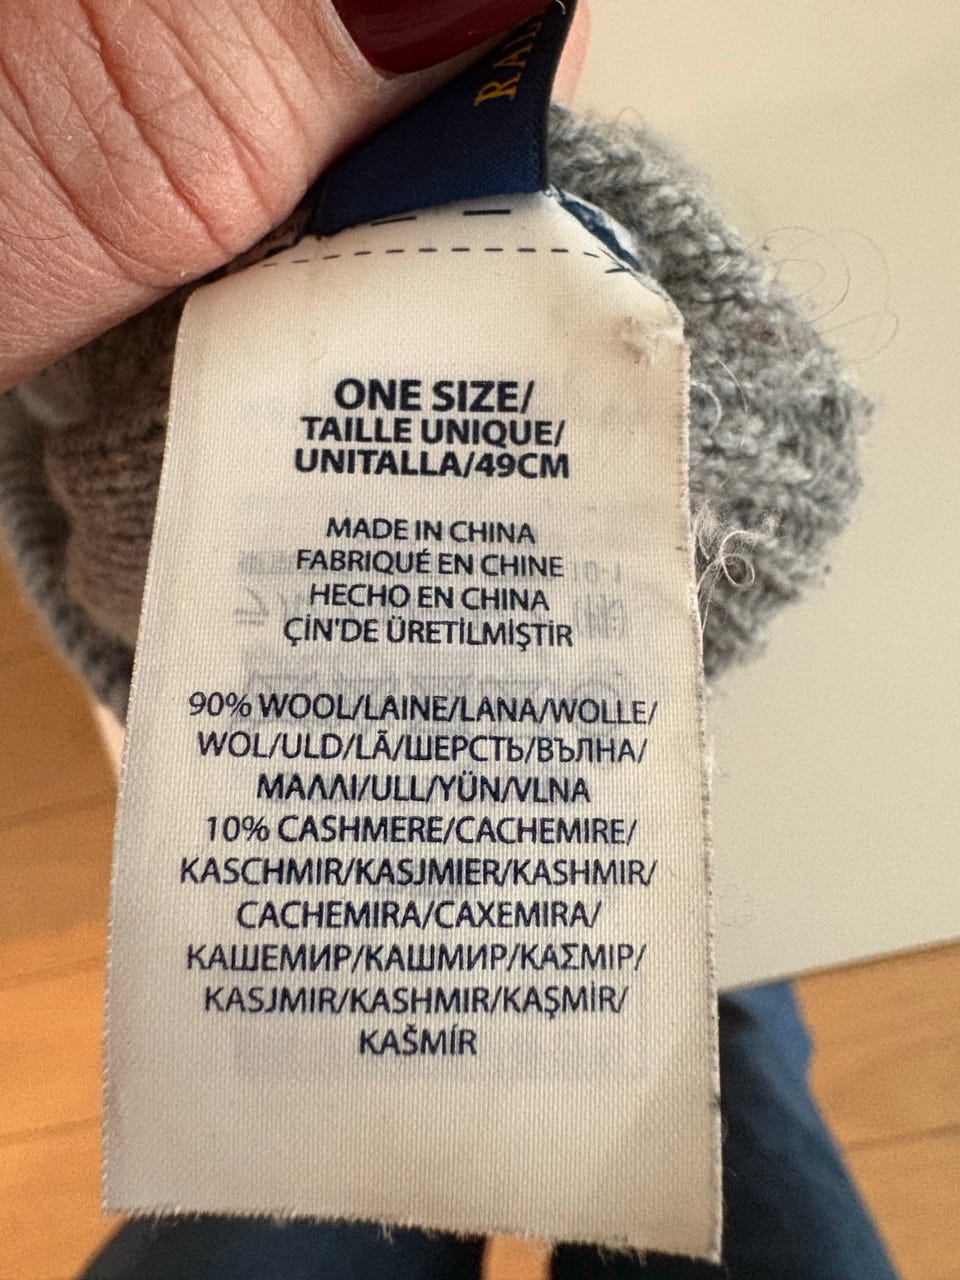 ONE SIZE/
TAILLE UNIQUE/
UNITALLA/49CM
MADE IN CHINA
FABRIQUÉ EN CHINE
HECHO EN CHINA
ÇİN'DE ÜRETİLMİŞTİR
90% WOOL/LAINE/LANA/WOLLE/
WOL/ULD/LÃ/ШЕРСТЬ/ВЪЛНА/
ΜΑΛΛΙ/ULL/YÜN/VLNA
10% CASHMERE/CACHEMIRE/
KASCHMIR/KASJMIER/KASHMIR/
CACHEMIRA/CAXEMIRA/
КАШЕМИР/КАШМИР/ΚΑΣΜΙΡ/
KASJMIR/KASHMIR/KAŞMİR/
KAŠMÍR